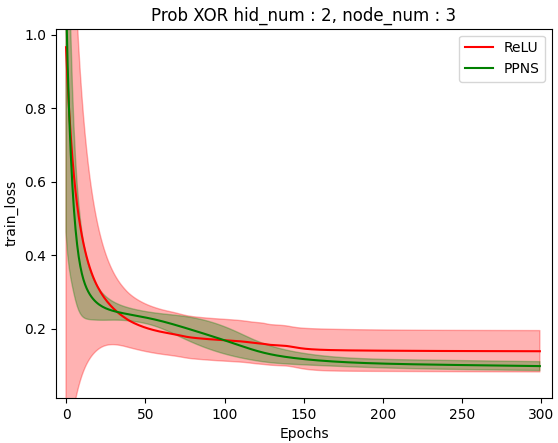 Prob XOR hid_num : 2, node_num : 3
ReLU
PPNS
train_loss
1.0
0.8
0.6
0.4
0.2
0 50 100 150 200 250 300
Epochs